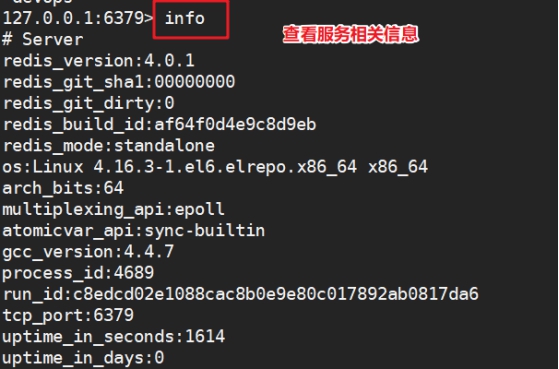 devops
127.0.0.1:6379> info
查看服务相关信息
# Server
redis_version:4.0.1
redis_git_sha1:00000000
redis_git_dirty:0
redis_build_id:af64f0d4e9c8d9eb
redis_mode:standalone
os:Linux 4.16.3-1.el6.elrepo.x86_64 x86_64
arch_bits:64
multiplexing_api:epoll
atomicvar_api:sync-builtin
gcc_version:4.4.7
process_id:4689
run_id:c8edcd02e1088cac8b0e9e80c017892ab0817da6
tcp_port:6379
uptime_in_seconds:1614
uptime_in_days:0